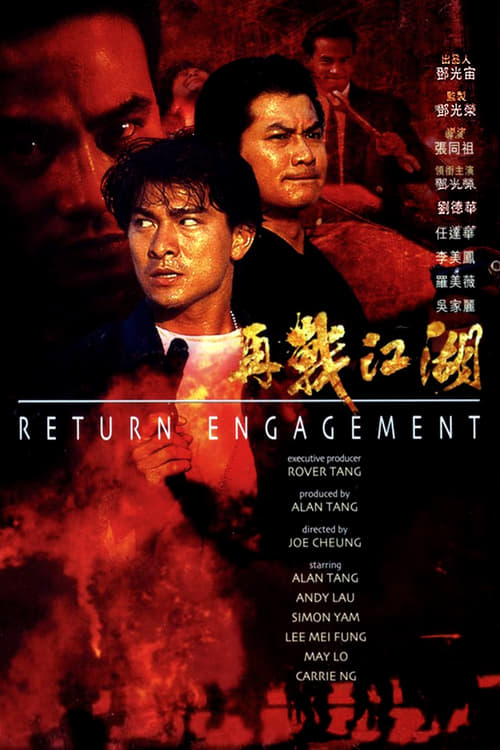 出品人
鄧光宙
監製
鄧光榮
導演
張同祖
領銜主演
鄧光榮
劉德華
任達華
李美鳳
羅美薇
吳家麗
再戰江湖
RETURN ENGAGEMENT
executive producer
ROVER TANG
produced by
ALAN TANG
directed by
JOE CHEUNG
starring
ALAN TANG
ANDY LAU
SIMON YAM
LEE MEI FUNG
MAY LO
CARRIE NG